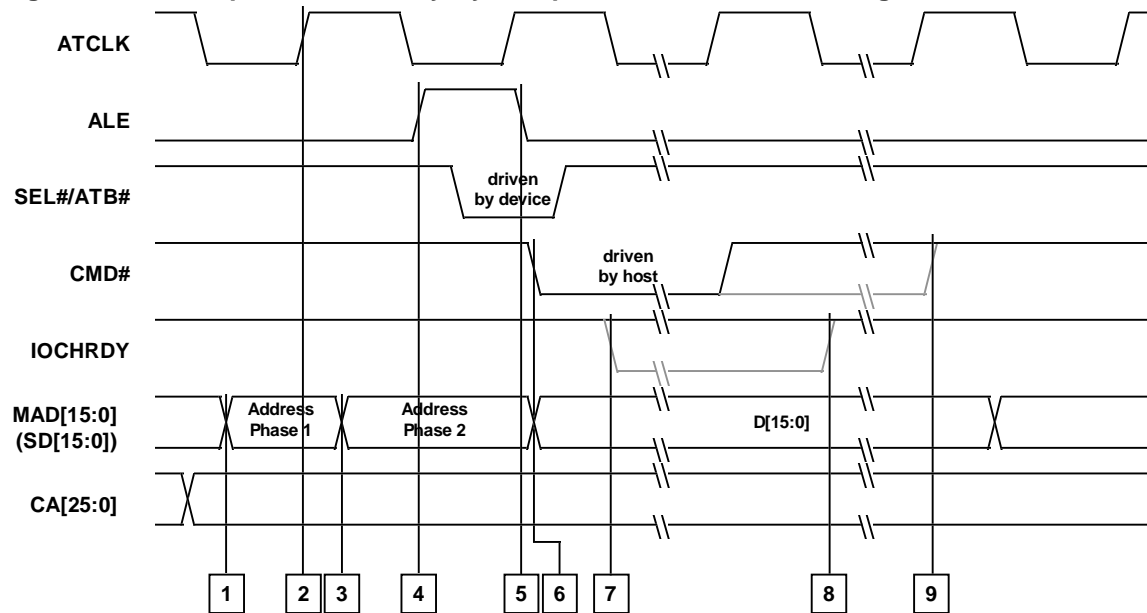 ATCLK
ALE
SEL#/ATB#
driven
by device
CMD#
driven
by host
IOCHRDY
MAD[15:0]
(SD[15:0])
Address
Phase 1
Address
Phase 2
D[15:0]
CA[25:0]
1 2 3 4 5 6 7 8 9